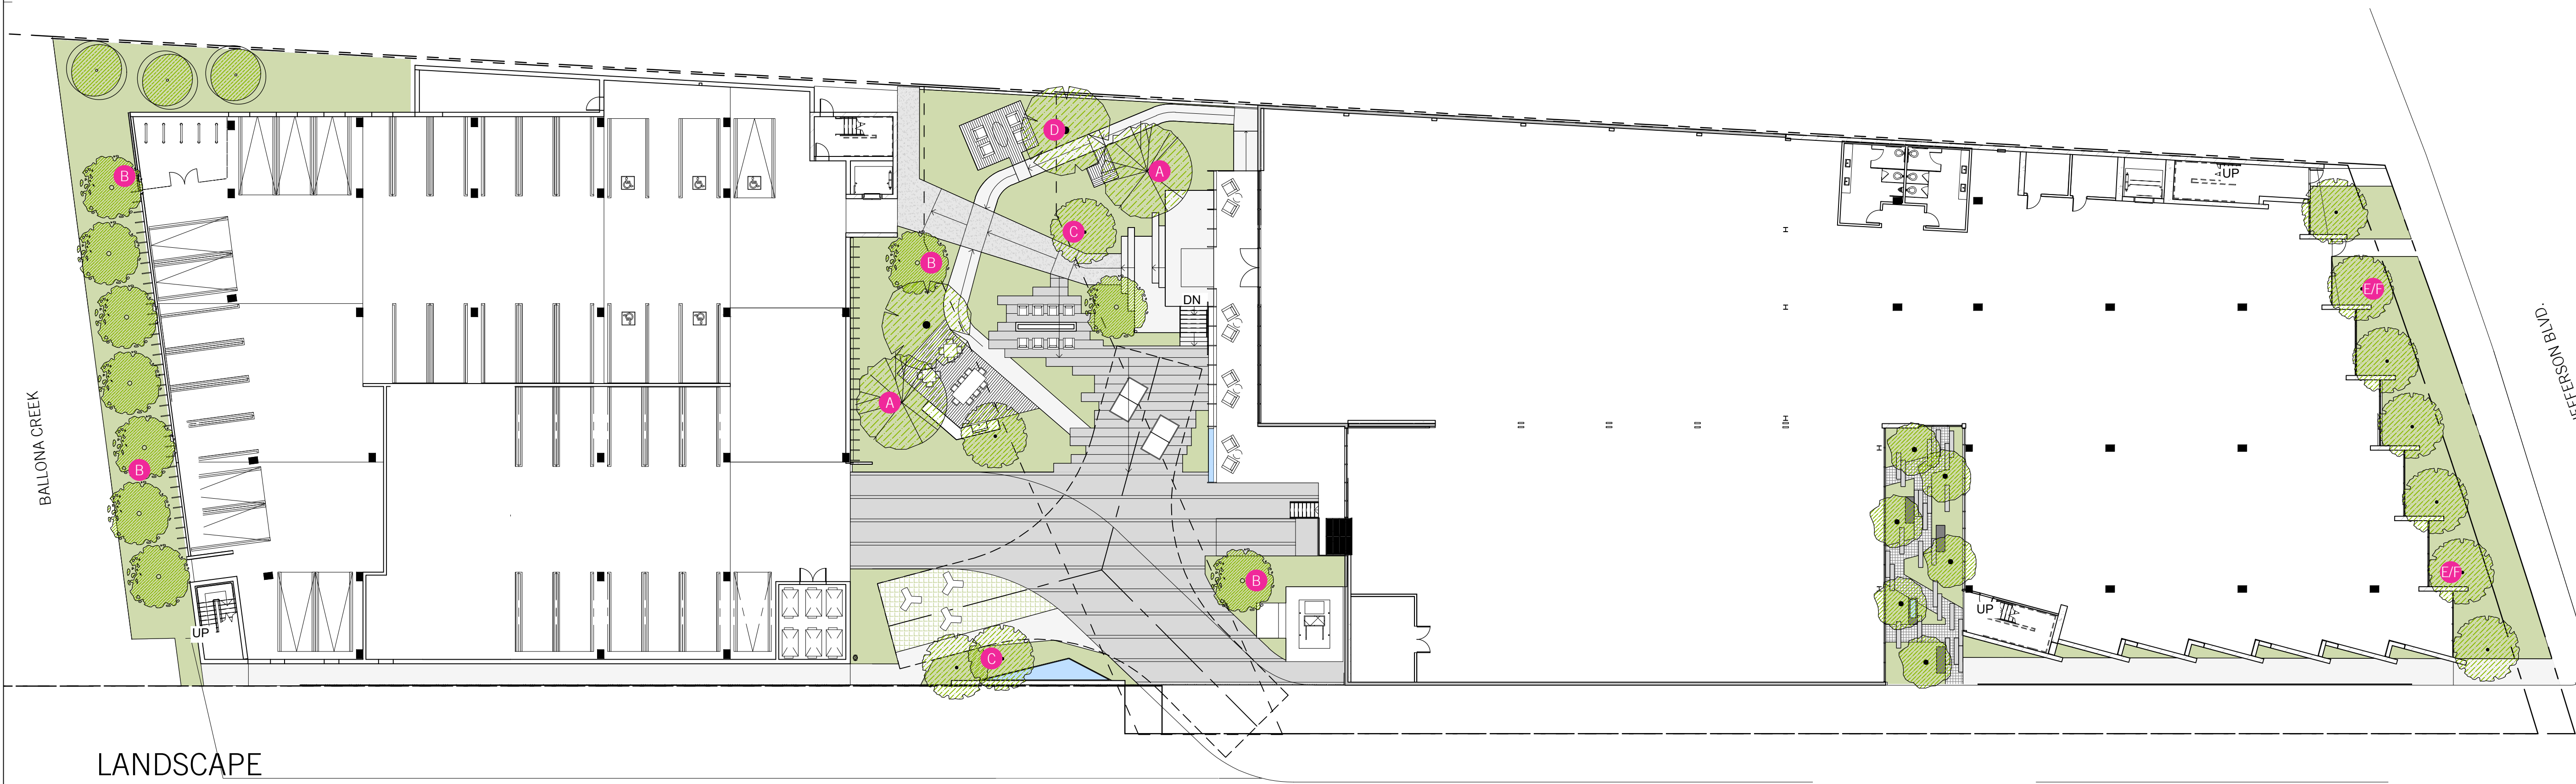 D
A
B
UP
C
B
E/F
DN
BALLONA CREEK
JEFFERSON BLVD.
A
B
E/F
B
UP
UP
C
LANDSCAPE